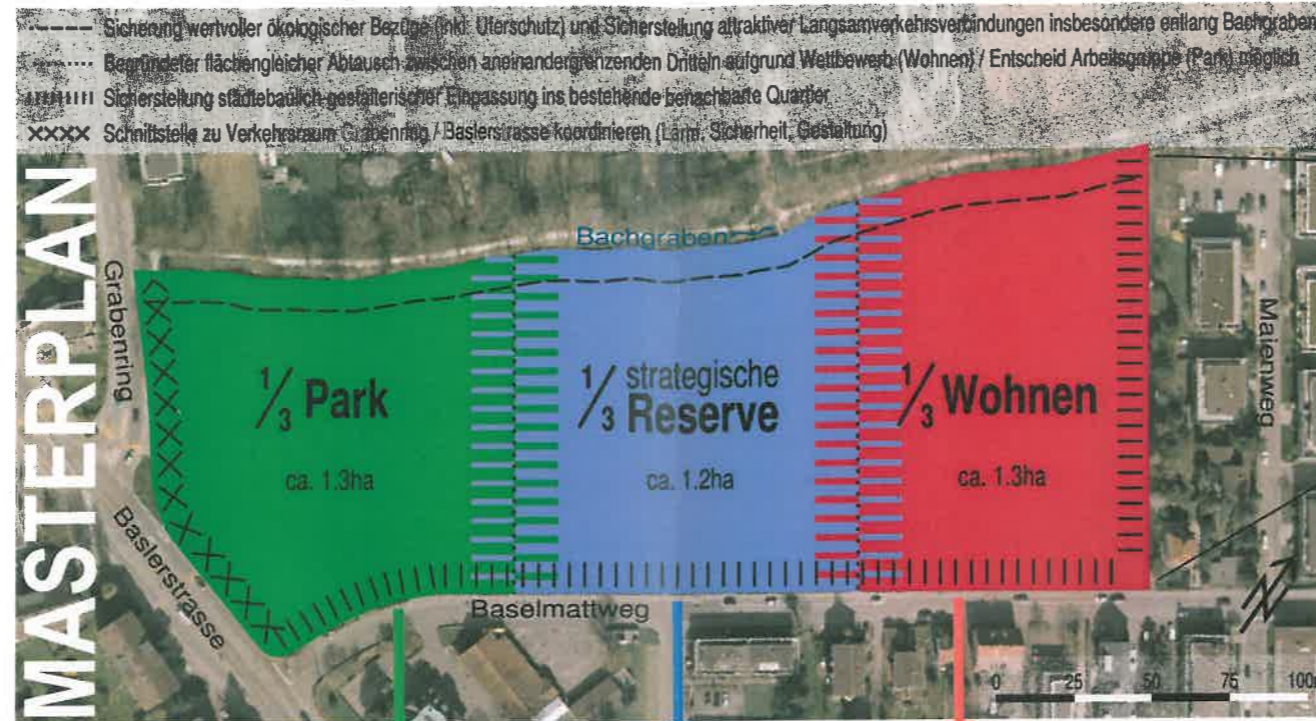 Sicherung wertvoller ökologischer Bezüge (inkl. Uferschutz) und Sicherstellung attraktiver Langsamverkehrsverbindungen insbesondere entlang Bachgraben
Begründeter flächengleicher Abtausch zwischen aneinandergrenzenden Dritteln aufgrund Wettbewerb (Wohnen) / Entscheid Arbeitsgruppe (Park) möglich
Sicherstellung städtebaulich-gestalterischer Einpassung ins bestehende benachbarte Quartier
XXXX Schnittstelle zu Verkehrsraum Grabenring / Baslerstrasse koordinieren (Lärm, Sicherheit, Gestaltung)
MASTERPLAN
Grabenring
Bachgraben
Maienweg
1/3 Park
ca. 1.3ha
1/3 strategische
Reserve
ca. 1.2ha
1/3 Wohnen
ca. 1.3ha
Baslerstrasse
Baselmattweg
N
0 25 50 75 100m